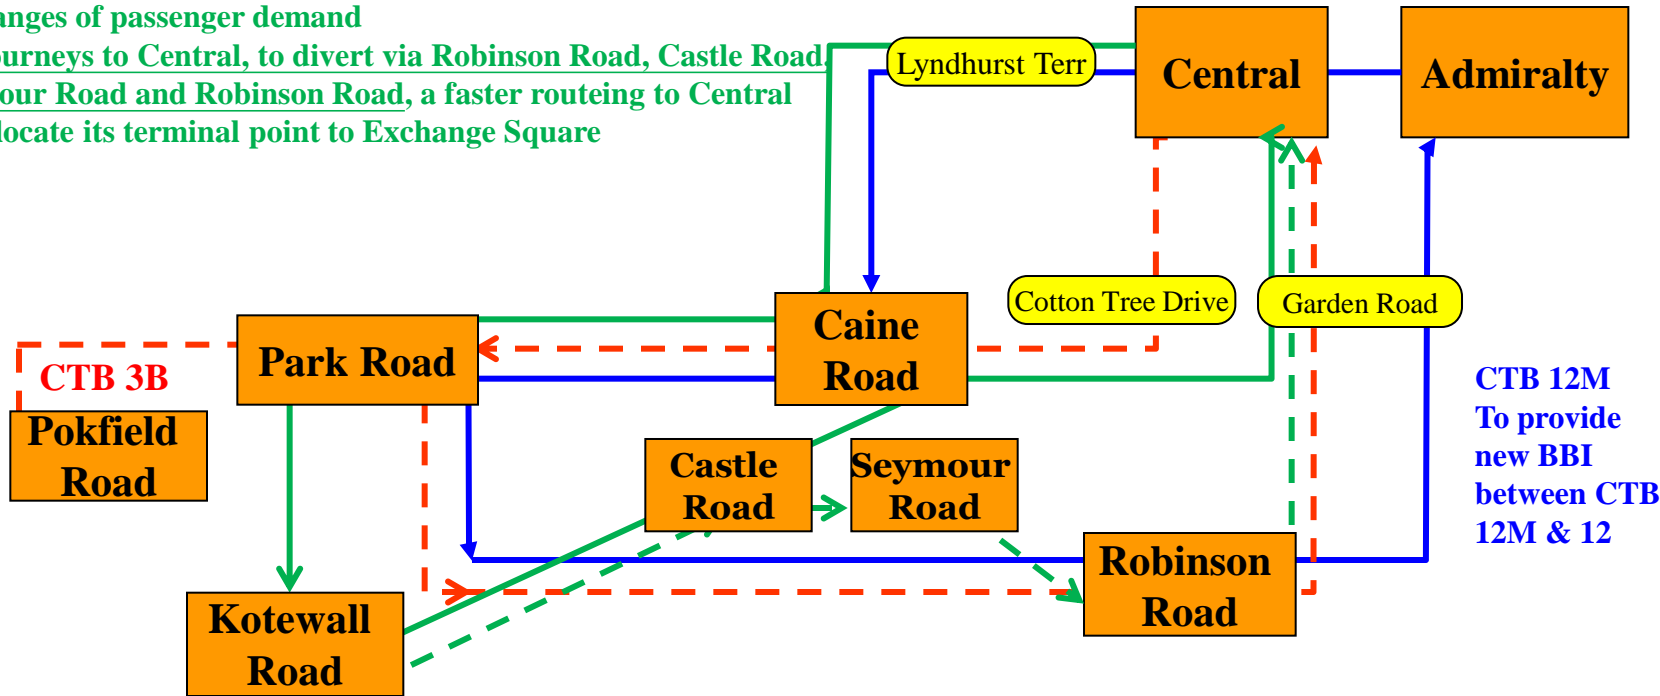 anges of passenger demand
ourneys to Central, to divert via Robinson Road, Castle Road,
our Road and Robinson Road, a faster routeing to Central
locate its terminal point to Exchange Square
Lyndhurst Terr
Central
Admiralty
Cotton Tree Drive
Garden Road
Caine
Road
Park Road
CTB 3B
Pokfield
Road
CTB 12M
To provide
new BBI
between CTB
12M & 12
Castle
Road
Seymour
Road
Robinson
Road
Kotewall
Road